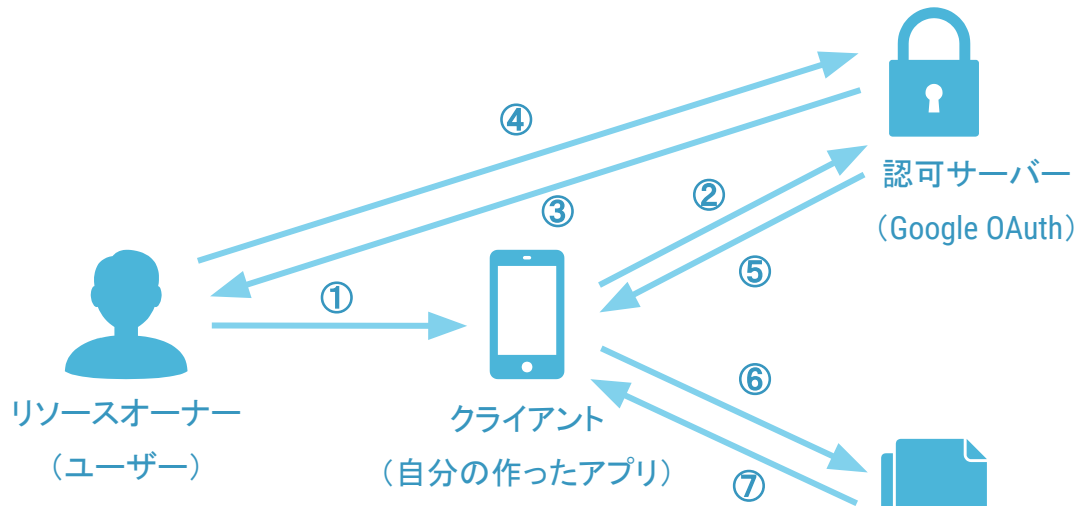 ④
認可サーバー
（Google OAuth）
②
③
⑤
①
リソースオーナー
（ユーザー）
クライアント
（自分の作ったアプリ）
⑥
⑦